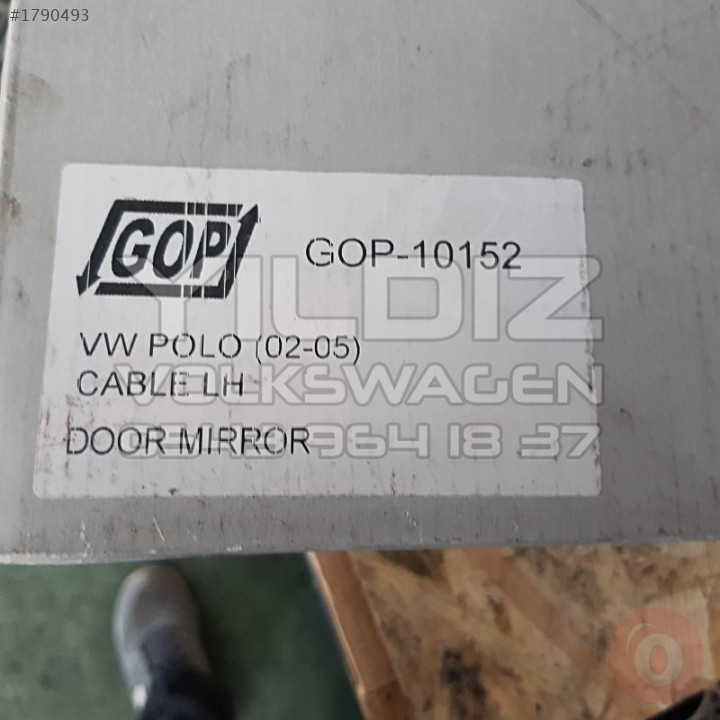 #1790493
GOP
GOP-10152
YILDIZ
VW POLO (02-05)
VOLKSWAGEN
CABLE LH
964 18 37
DOOR MIRROR